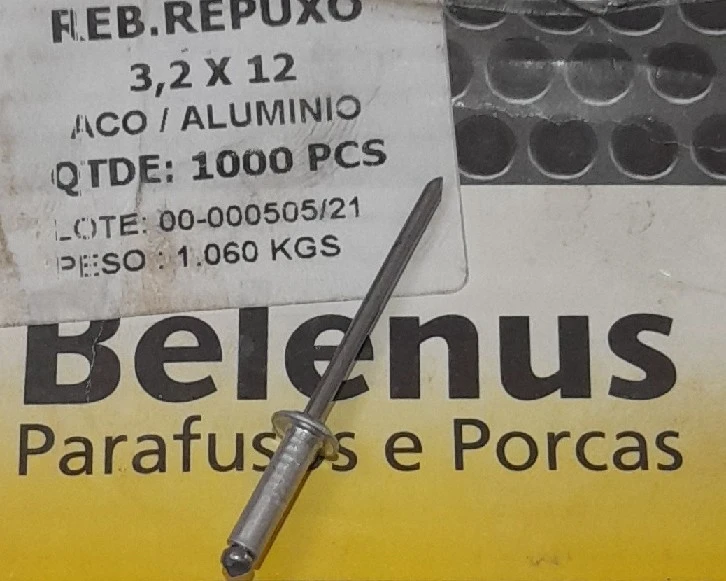 REB.REPUXO
3,2 X 12
ACO / ALUMINIO
QTDE: 1000 PCS
LOTE: 00-000505/21
PESO : 1.060 KGS
Belenus
Parafusos e Porcas